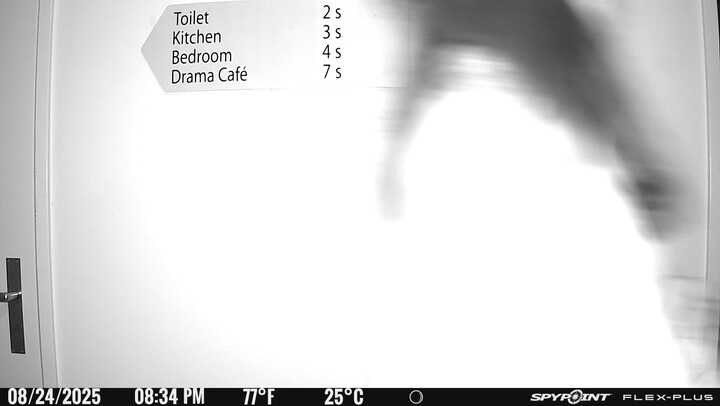 Toilet 2 s
Kitchen 3 s
Bedroom 4 s
Drama Café 7 s
08/24/2025 08:34 PM 77°F 25°C SPYPOINT FLEX-PLUS